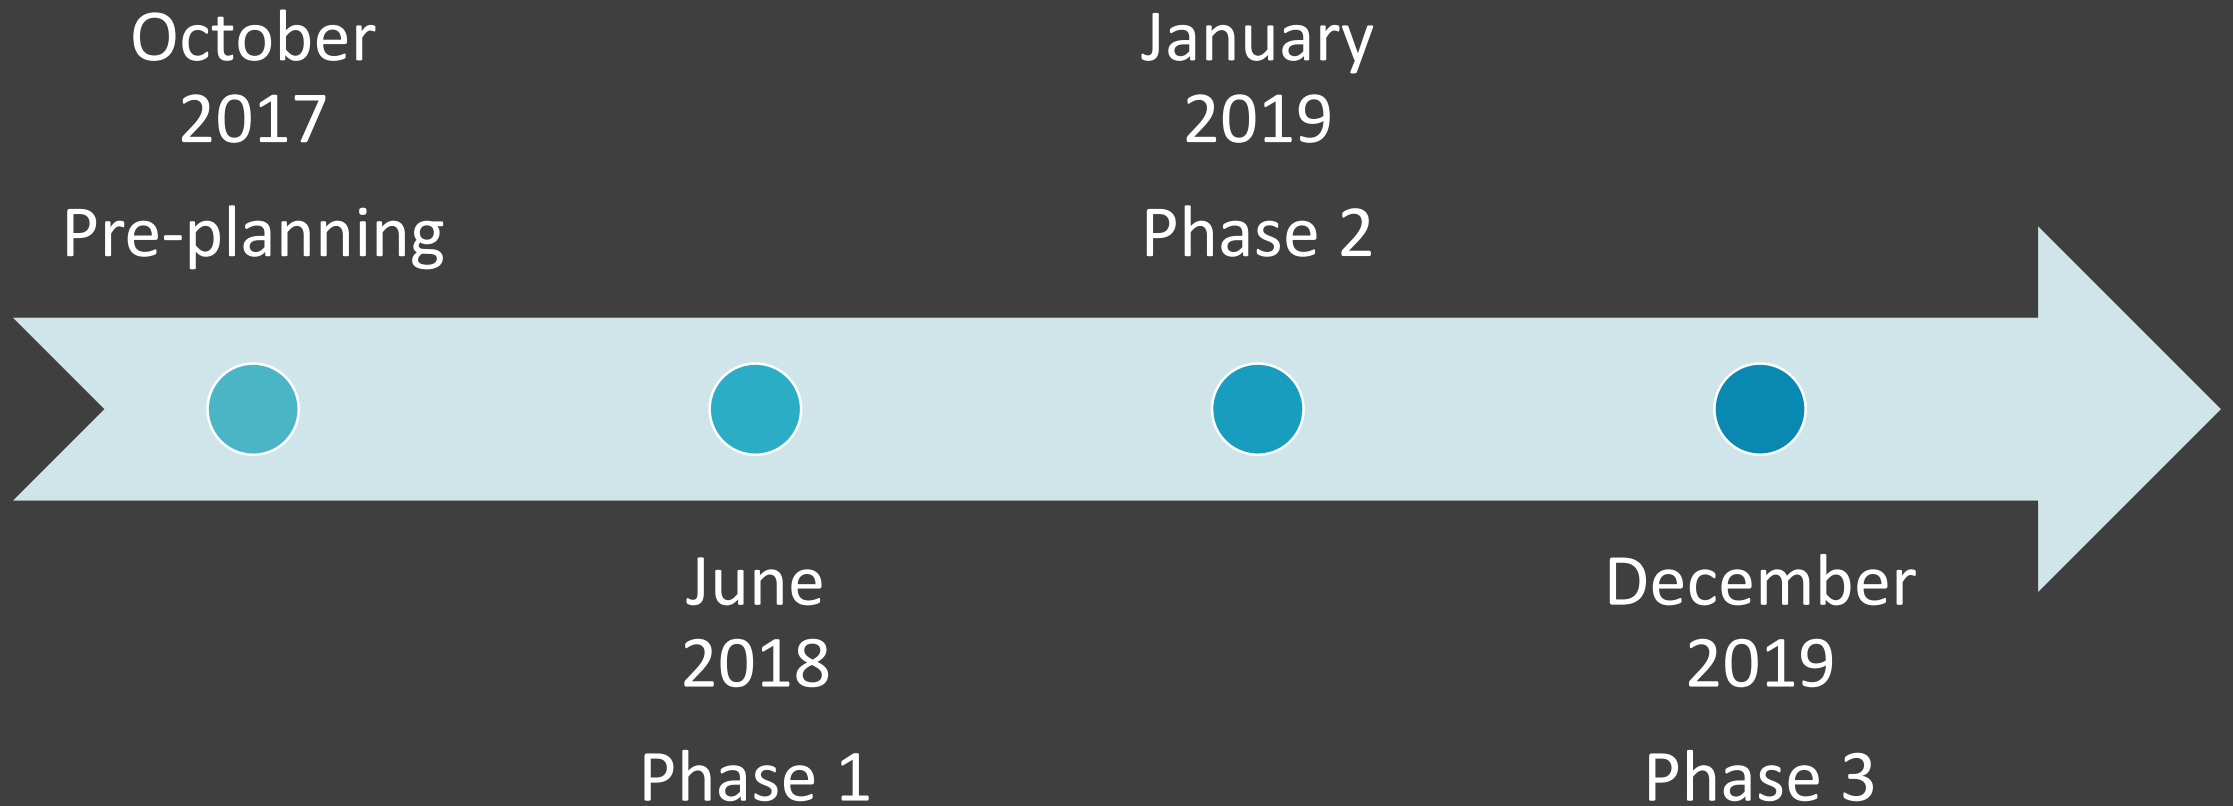 October
2017
Pre-planning
June
2018
Phase 1
January
2019
Phase 2
December
2019
Phase 3